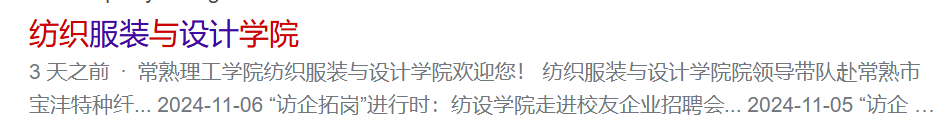 纺织服装与设计学院
3 天之前 · 常熟理工学院纺织服装与设计学院欢迎您! 纺织服装与设计学院院领导带队赴常熟市
宝沣特种纤... 2024-11-06 “访企拓岗”进行时：纺设学院走进校友企业招聘会... 2024-11-05 “访企 ...